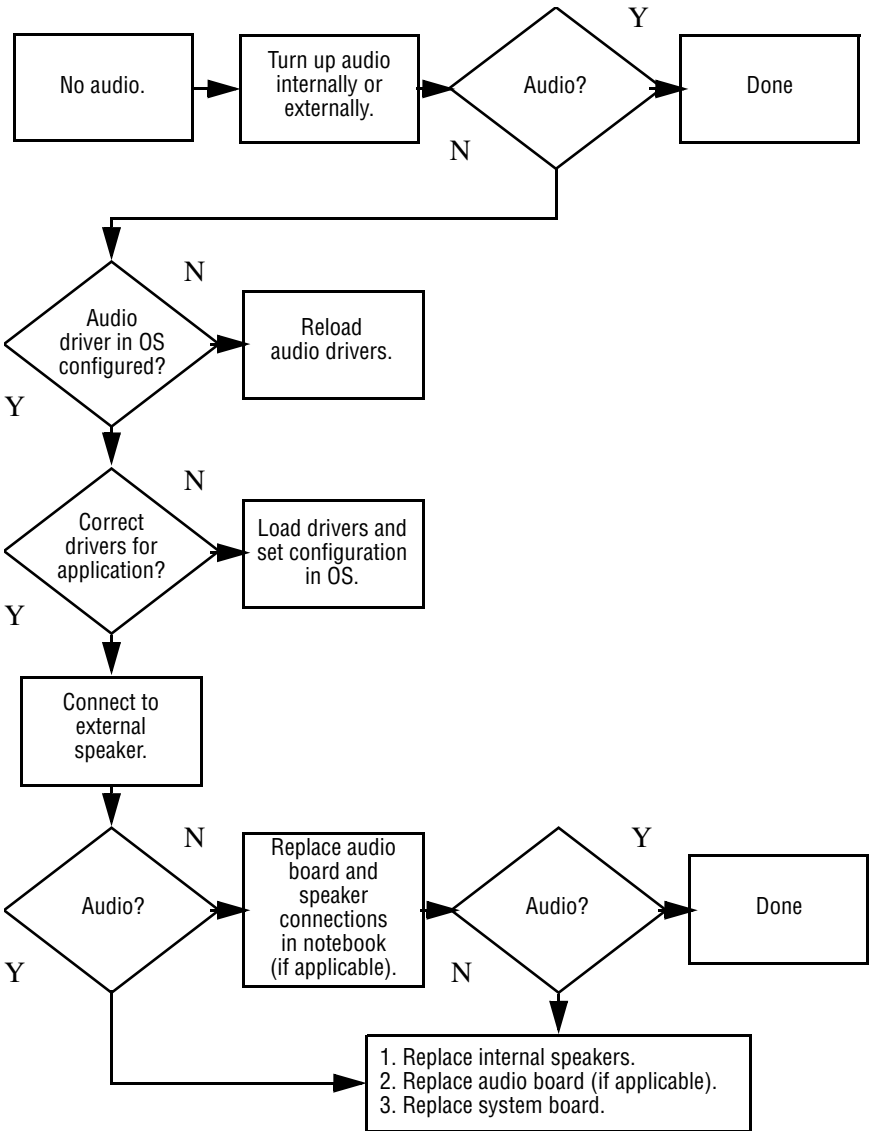 No audio.
Turn up audio
internally or
externally.
Audio?
Y
N
Done
Audio
driver in OS
configured?
N
Y
Reload
audio drivers.
Correct
drivers for
application?
N
Y
Load drivers and
set configuration
in OS.
Connect to
external
speaker.
Audio?
N
Y
Replace audio
board and
speaker
connections
in notebook
(if applicable).
Audio?
Y
N
Done
1. Replace internal speakers.
2. Replace audio board (if applicable).
3. Replace system board.